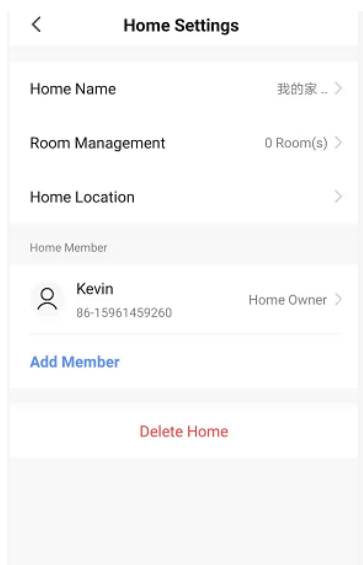 Home Settings
Home Name 我的家 ..
Room Management 0 Room(s)
Home Location
Home Member
Kevin
86-15961459260
Home Owner
Add Member
Delete Home